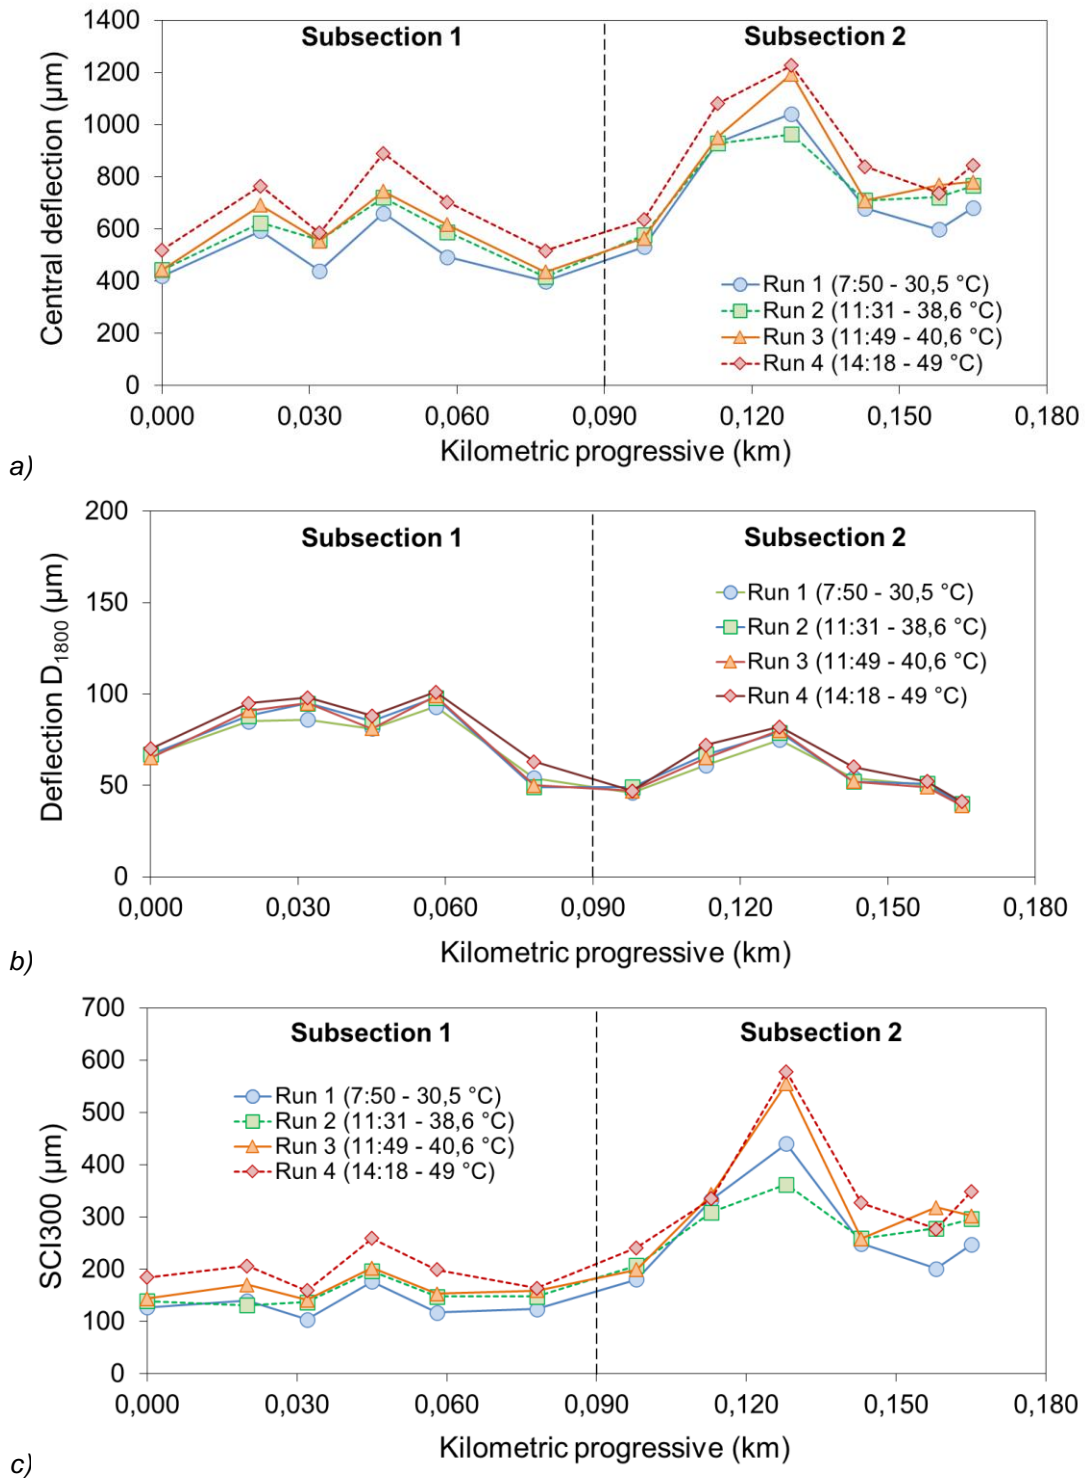 1400
1200
1000
800
600
400
200
0
Central deflection (µm)
Subsection 1
Subsection 2
Run 1 (7:50 - 30,5 °C)
Run 2 (11:31 - 38,6 °C)
Run 3 (11:49 - 40,6 °C)
Run 4 (14:18 - 49 °C)
0,000 0,030 0,060 0,090 0,120 0,150 0,180
Kilometric progressive (km)
a)
200
150
100
50
0
Deflection D1800 (µm)
Subsection 1
Subsection 2
Run 1 (7:50 - 30,5 °C)
Run 2 (11:31 - 38,6 °C)
Run 3 (11:49 - 40,6 °C)
Run 4 (14:18 - 49 °C)
0,000 0,030 0,060 0,090 0,120 0,150 0,180
Kilometric progressive (km)
b)
700
600
500
400
300
200
100
0
SCI300 (µm)
Subsection 1
Subsection 2
Run 1 (7:50 - 30,5 °C)
Run 2 (11:31 - 38,6 °C)
Run 3 (11:49 - 40,6 °C)
Run 4 (14:18 - 49 °C)
0,000 0,030 0,060 0,090 0,120 0,150 0,180
Kilometric progressive (km)
c)